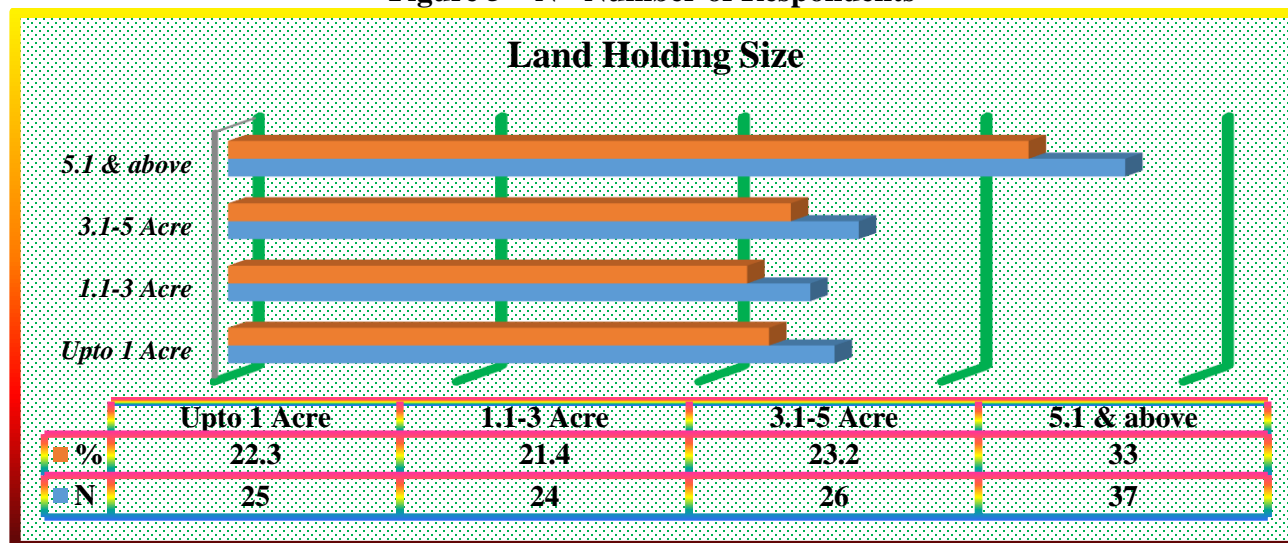 Land Holding Size
5.1 & above
3.1-5 Acre
1.1-3 Acre
Upto 1 Acre
Upto 1 Acre 1.1-3 Acre 3.1-5 Acre 5.1 & above
% 22.3 21.4 23.2 33
N 25 24 26 37